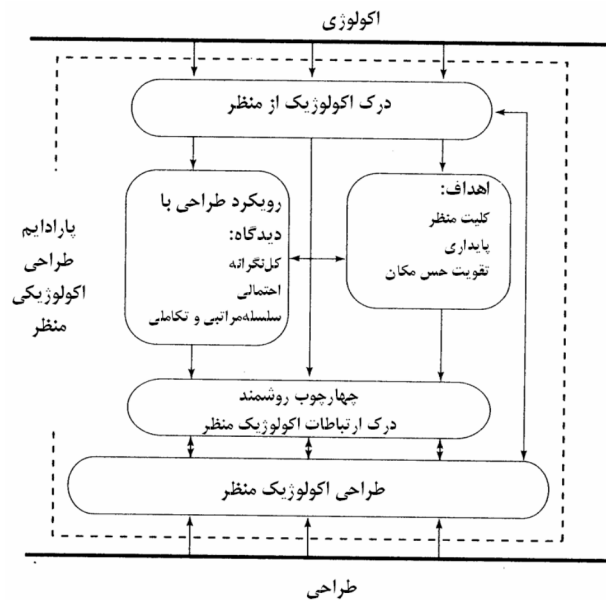 اکولوژی
درک اکولوژیک از منظر
اهداف:
کلیت منظر
پایداری
تقویت حس مکان
رویکرد طراحی با
دیدگاه:
کل‌نگرانه
احتمالی
سلسله‌مراتبی و تکاملی
پارادایم
طراحی
اکولوژیکی
منظر
چهارچوب روشمند
درک ارتباطات اکولوژیک منظر
طراحی اکولوژیک منظر
طراحی